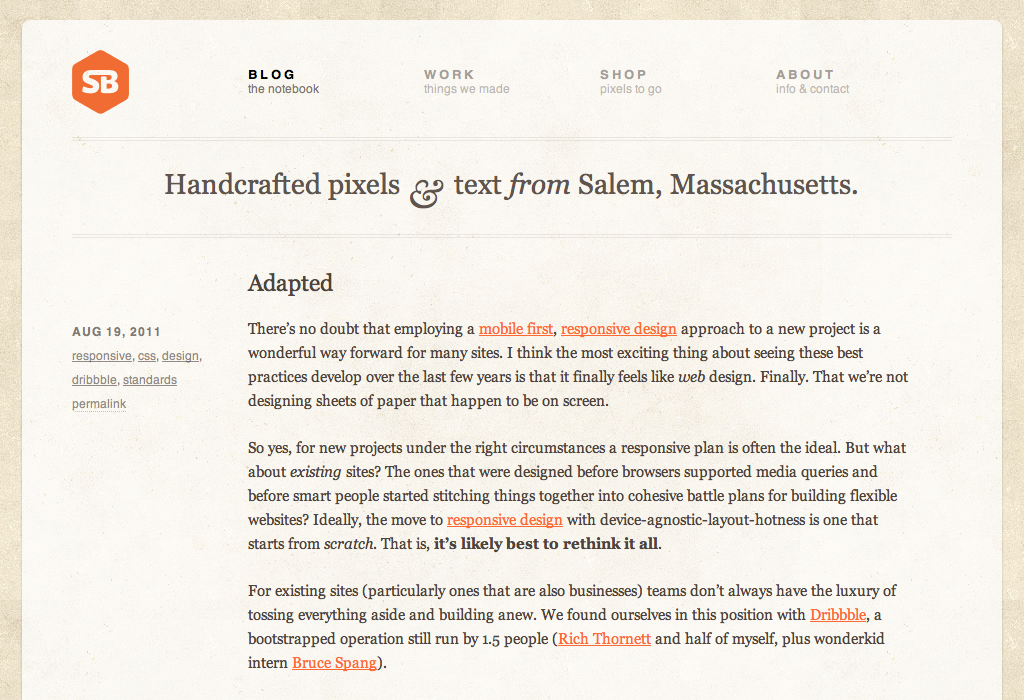 SB
BLOG
the notebook
WORK
things we made
SHOP
pixels to go
ABOUT
info & contact
Handcrafted pixels & text from Salem, Massachusetts.
Adapted
AUG 19, 2011
responsive, css, design,
dribbble, standards
permalink
There’s no doubt that employing a mobile first, responsive design approach to a new project is a
wonderful way forward for many sites. I think the most exciting thing about seeing these best
practices develop over the last few years is that it finally feels like web design. Finally. That we’re not
designing sheets of paper that happen to be on screen.
So yes, for new projects under the right circumstances a responsive plan is often the ideal. But what
about existing sites? The ones that were designed before browsers supported media queries and
before smart people started stitching things together into cohesive battle plans for building flexible
websites? Ideally, the move to responsive design with device-agnostic-layout-hotness is one that
starts from scratch. That is, it’s likely best to rethink it all.
For existing sites (particularly ones that are also businesses) teams don’t always have the luxury of
tossing everything aside and building anew. We found ourselves in this position with Dribbble, a
bootstrapped operation still run by 1.5 people (Rich Thornett and half of myself, plus wonderkid
intern Bruce Spang).